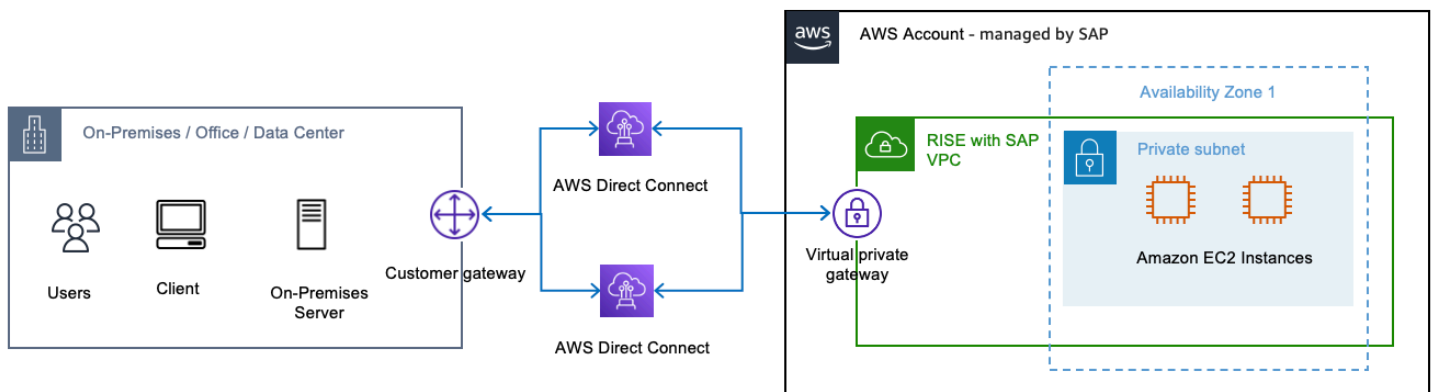 aws
AWS Account - managed by SAP
Availability Zone 1
On-Premises / Office / Data Center
RISE with SAP
VPC
Private subnet
AWS Direct Connect
Customer gateway
Virtual private
gateway
Amazon EC2 Instances
Users
Client
On-Premises
Server
AWS Direct Connect